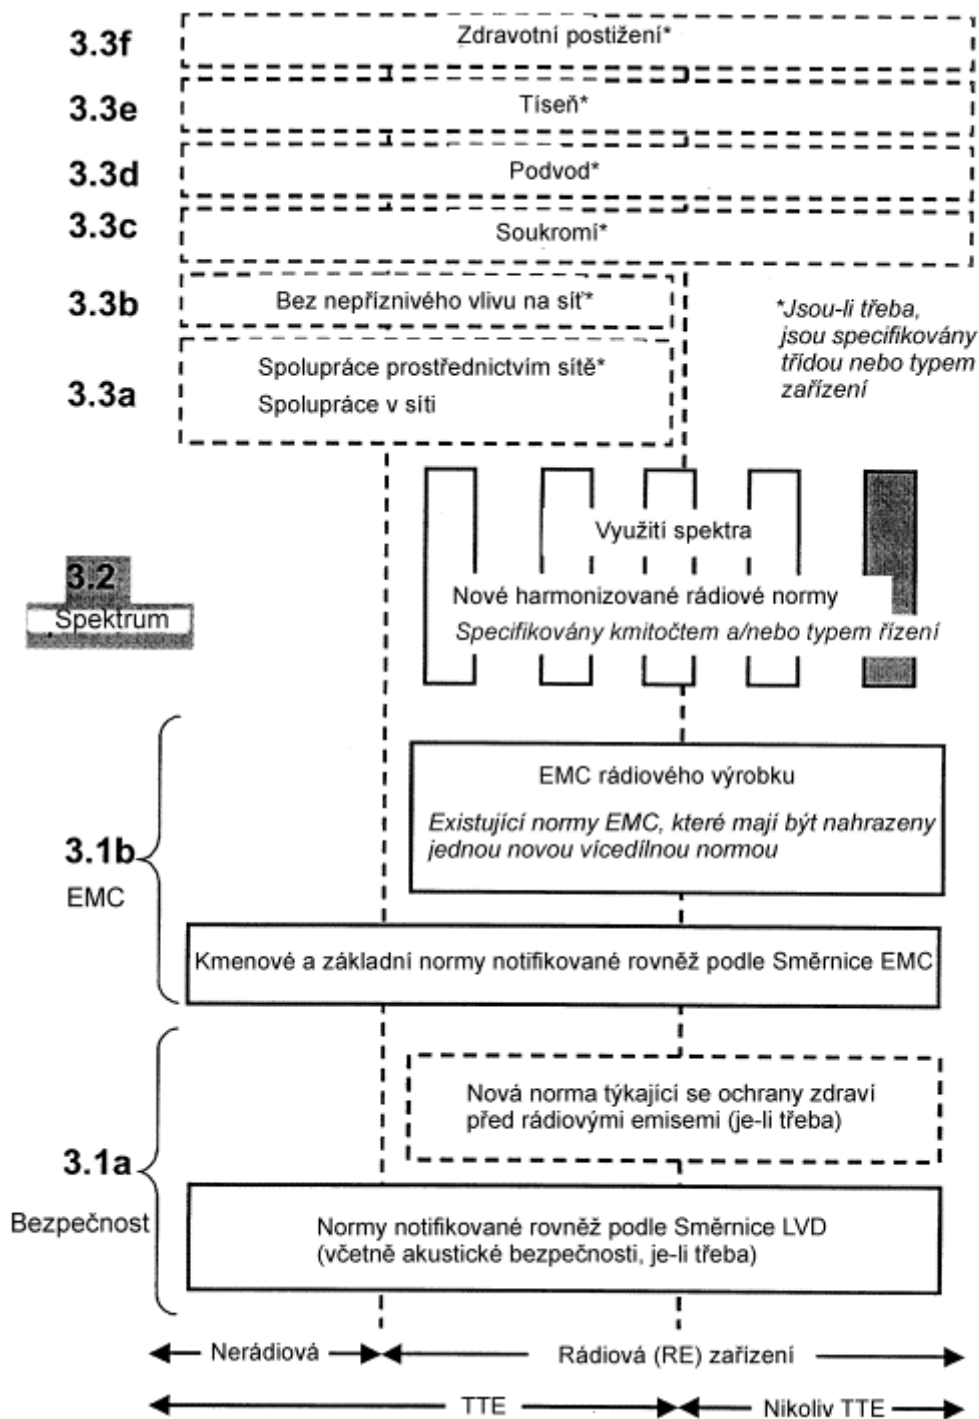 3.3f
Zdravotní postižení*
3.3e
Tíseň*
3.3d
Podvod*
3.3c
Soukromí*
3.3b
Bez nepříznivého vlivu na síť*
3.3a
Spolupráce prostřednictvím sítě*
Spolupráce v síti
*Jsou-li třeba,
jsou specifikovány
třídou nebo typem
zařízení
3.2
Spektrum
Využití spektra
Nové harmonizované rádiové normy
Specifikovány kmitočtem a/nebo typem řízení
3.1b
EMC
EMC rádiového výrobku
Existující normy EMC, které mají být nahrazeny
jednou novou vícedílnou normou
Kmenové a základní normy notifikované rovněž podle Směrnice EMC
3.1a
Bezpečnost
Nová norma týkající se ochrany zdraví
před rádiovými emisemi (je-li třeba)
Normy notifikované rovněž podle Směrnice LVD
(včetně akustické bezpečnosti, je-li třeba)
Nerádiová
Rádiová (RE) zařízení
TTE
Nikoliv TTE